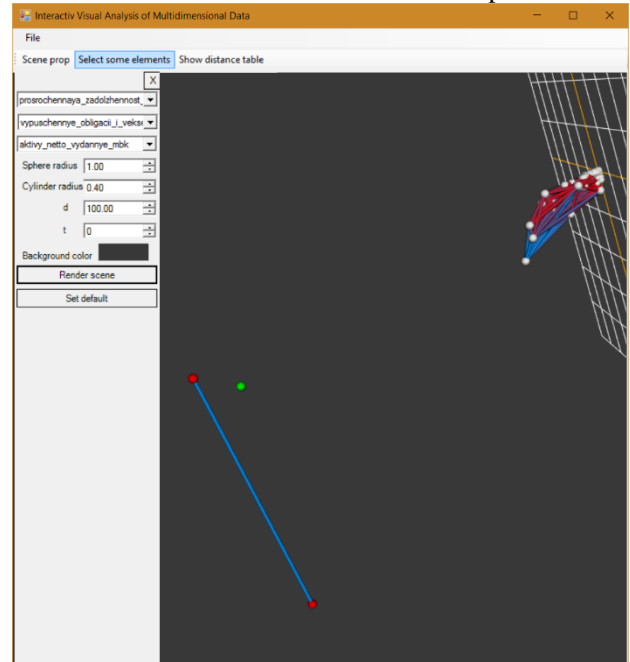 Interactiv Visual Analysis of Multidimensional Data
File
Scene prop Select some elements Show distance table
X
prosrochennaya_zadolzhennost_
vypuschennye_obligacii_i_veks
aktivy_netto_vydannye_mbk
Sphere radius 1.00
Cylinder radius 0.40
d 100.00
t 0
Background color
Render scene
Set default